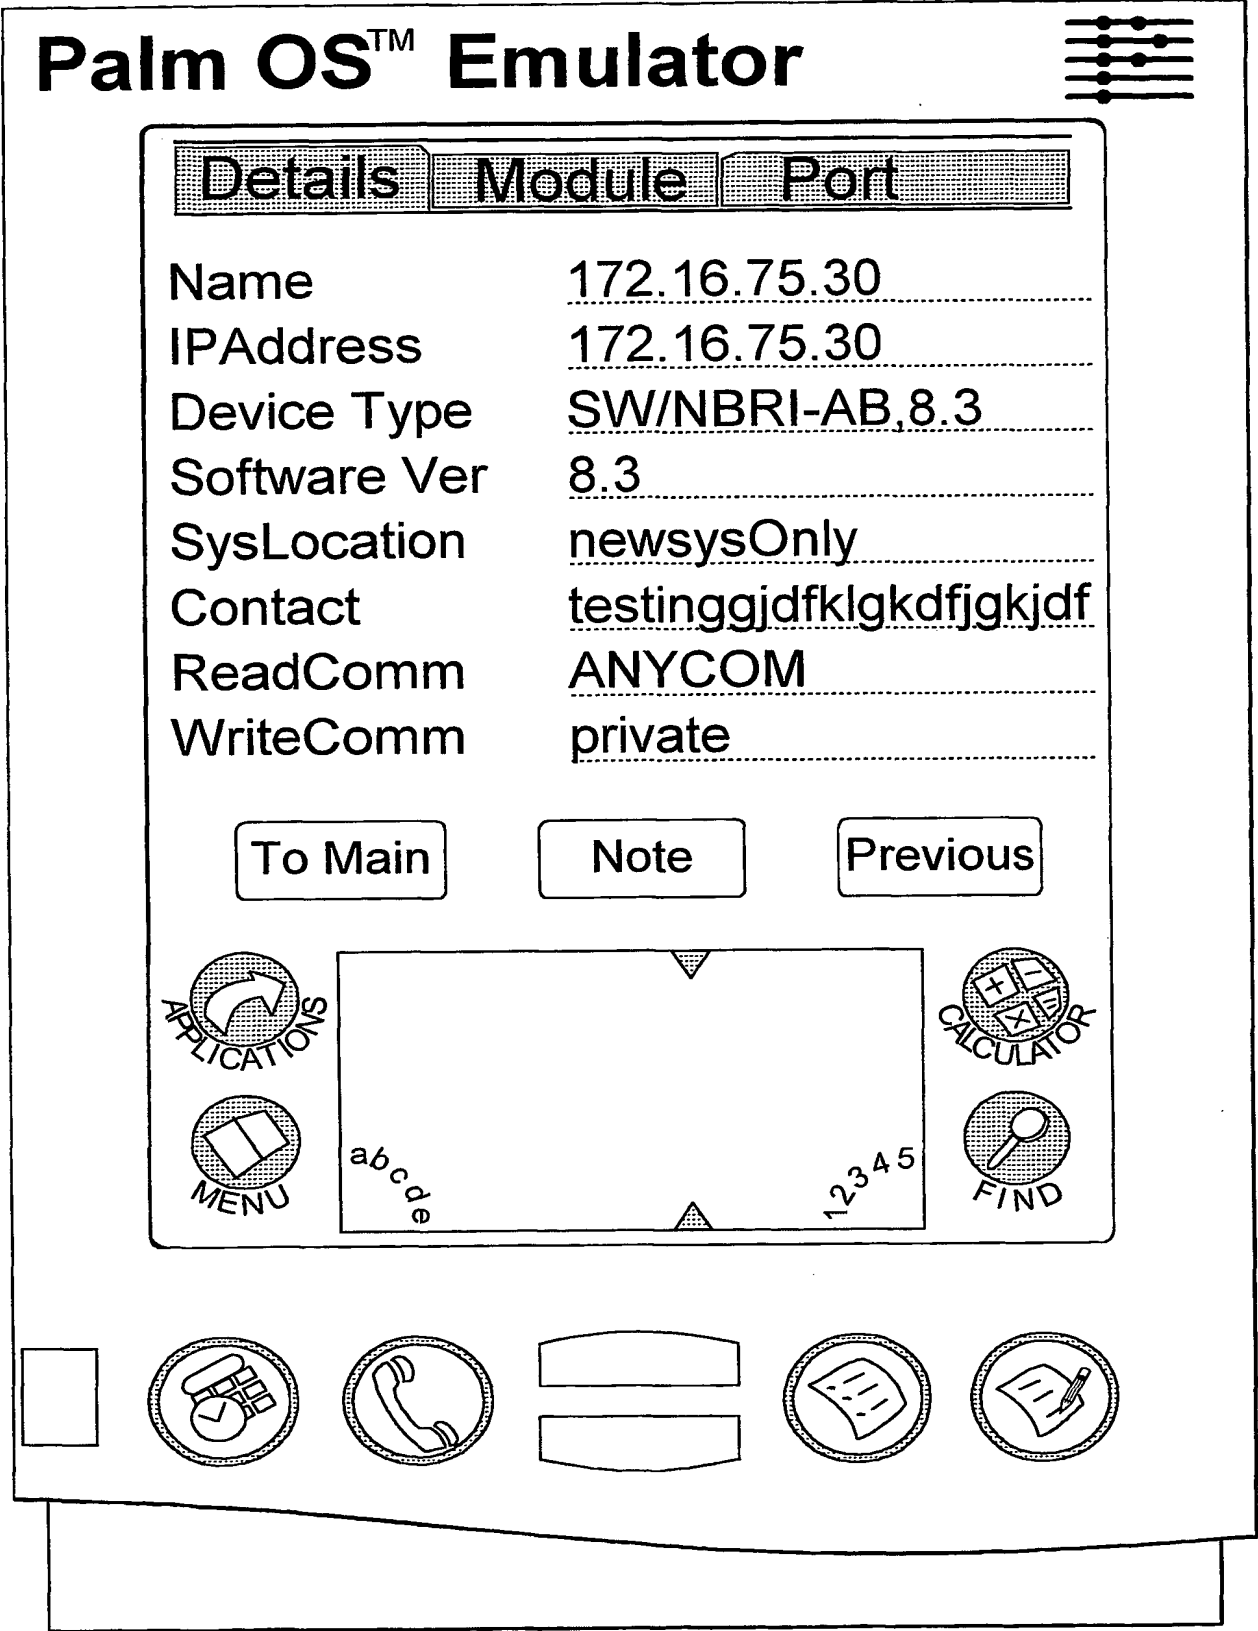 Palm OS™ Emulator
Details Module Port
Name 172.16.75.30
IPAddress 172.16.75.30
Device Type SW/NBRI-AB,8.3
Software Ver 8.3
SysLocation newsysOnly
Contact testinggjdfklgkdfjgkjdf
ReadComm ANYCOM
WriteComm private
To Main Note Previous
APPLICATIONS CALCULATOR
abcde 12345
MENU FIND